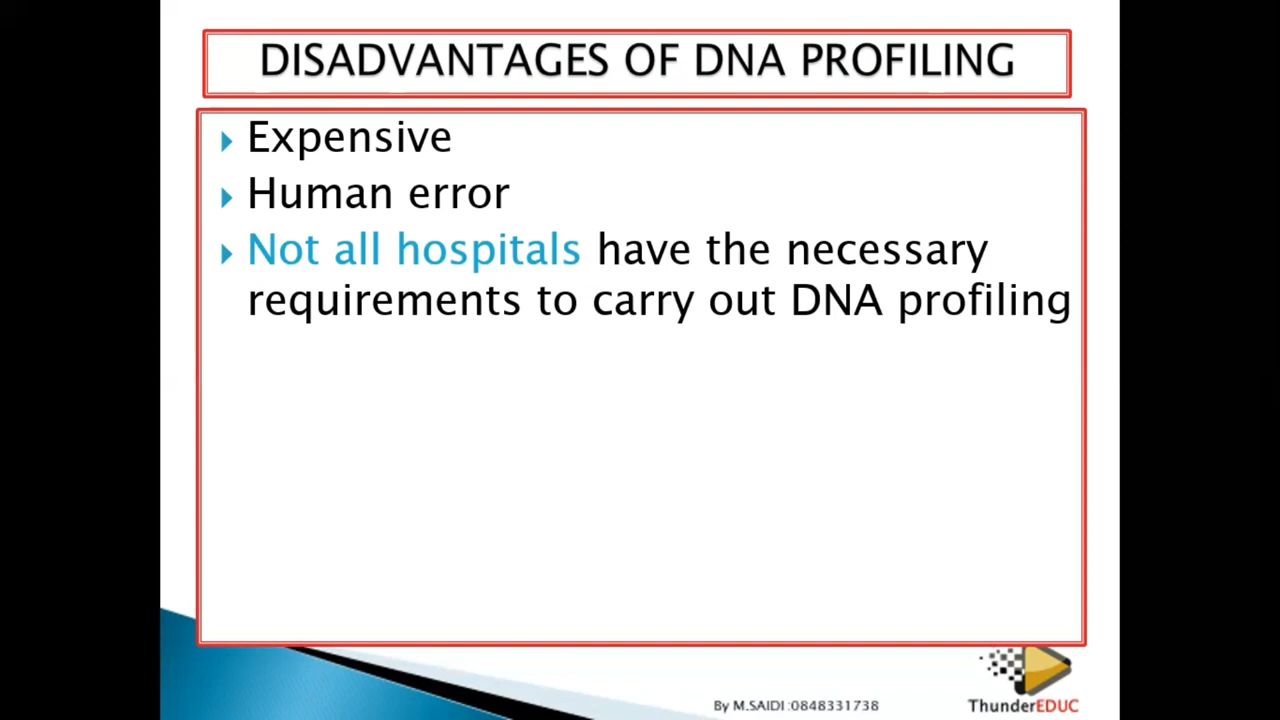 DISADVANTAGES OF DNA PROFILING
Expensive
Human error
Not all hospitals have the necessary
requirements to carry out DNA profiling
By M.SAIDI :0848331738
ThunderEDUC